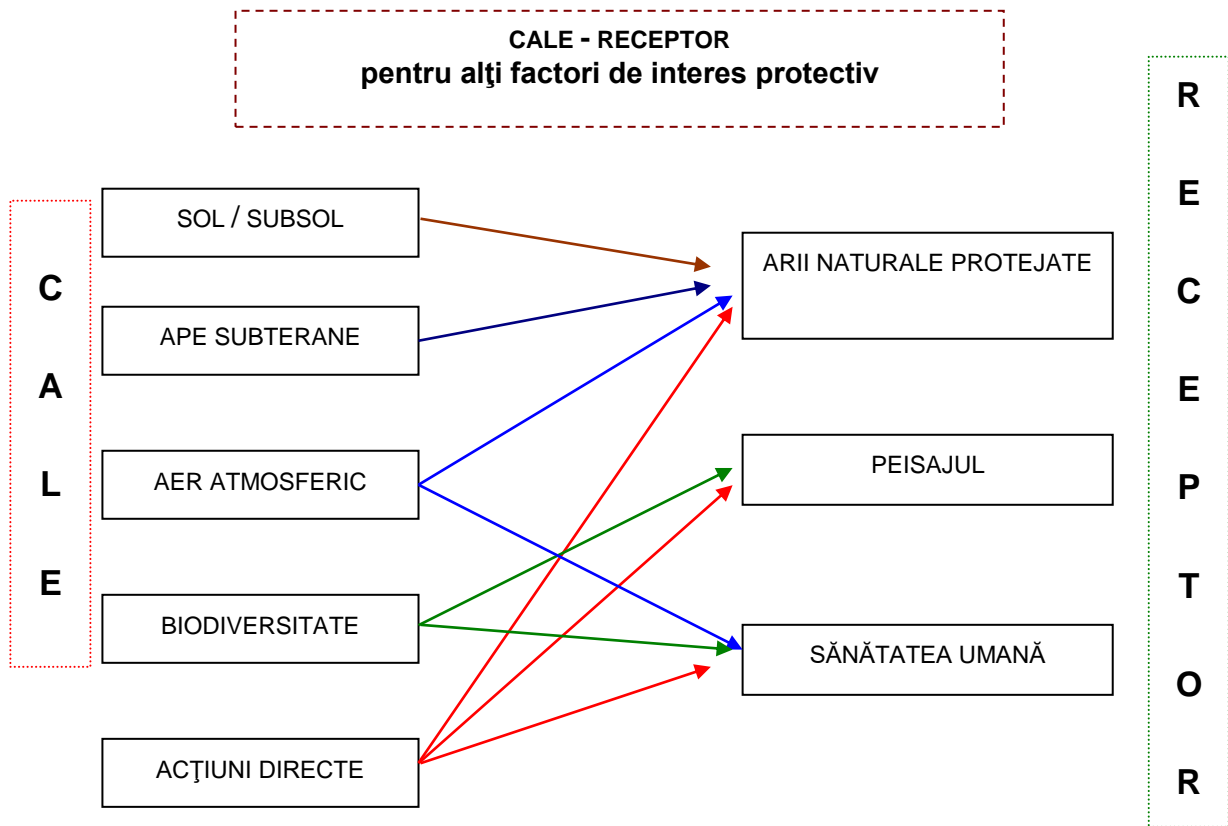 CALE - RECEPTOR
pentru alţi factori de interes protectiv
C
A
L
E
SOL / SUBSOL
APE SUBTERANE
AER ATMOSFERIC
BIODIVERSITATE
ACŢIUNI DIRECTE
ARII NATURALE PROTEJATE
PEISAJUL
SĂNĂTATEA UMANĂ
R
E
C
E
P
T
O
R